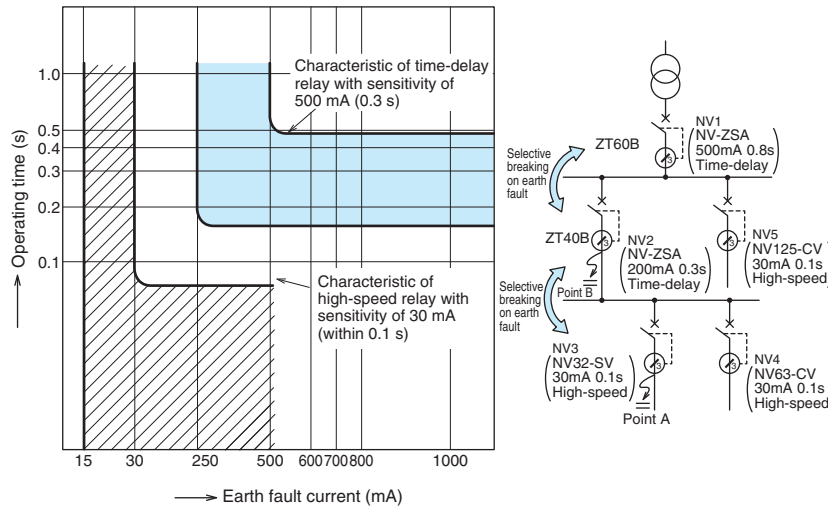 Operating time (s)
1.0
0.5
0.4
0.3
0.2
0.1
Characteristic of time-delay
relay with sensitivity of
500 mA (0.3 s)
Characteristic of
high-speed relay with
sensitivity of 30 mA
(within 0.1 s)
15 30 250 500 600 700 800 1000
Earth fault current (mA)
ZT60B
NV1
NV-ZSA
500mA 0.8s
Time-delay
Selective
breaking
on earth
fault
ZT40B
NV2
NV-ZSA
200mA 0.3s
Time-delay
Point B
NV5
NV125-CV
30mA 0.1s
High-speed
Selective
breaking
on earth
fault
NV3
NV32-SV
30mA 0.1s
High-speed
Point A
NV4
NV63-CV
30mA 0.1s
High-speed
3
3
3
3
3